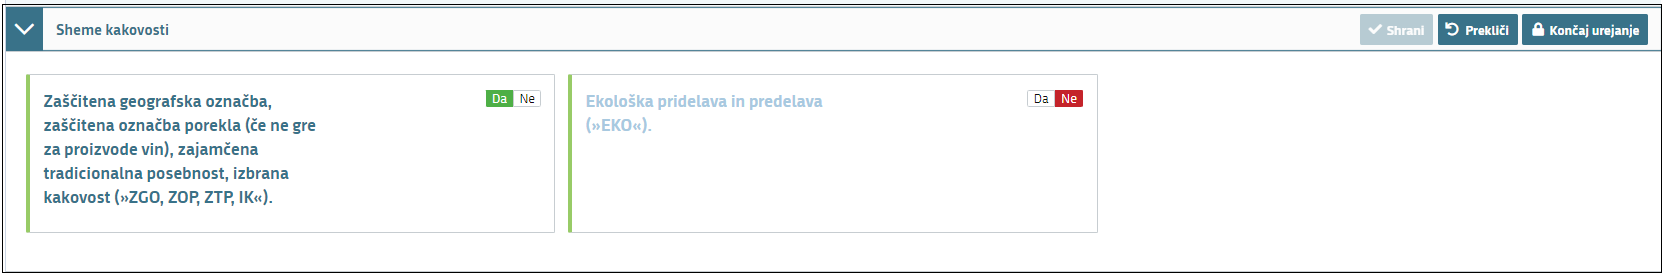 Sheme kakovosti
Shrani
Prekliči
Končaj urejanje
Zaščitena geografska označba,
zaščitena označba porekla (če ne gre
za proizvode vin), zajamčena
tradicionalna posebnost, izbrana
kakovost (»ZGO, ZOP, ZTP, IK«).
Da Ne
Ekološka pridelava in predelava
(»EKO«).
Da Ne